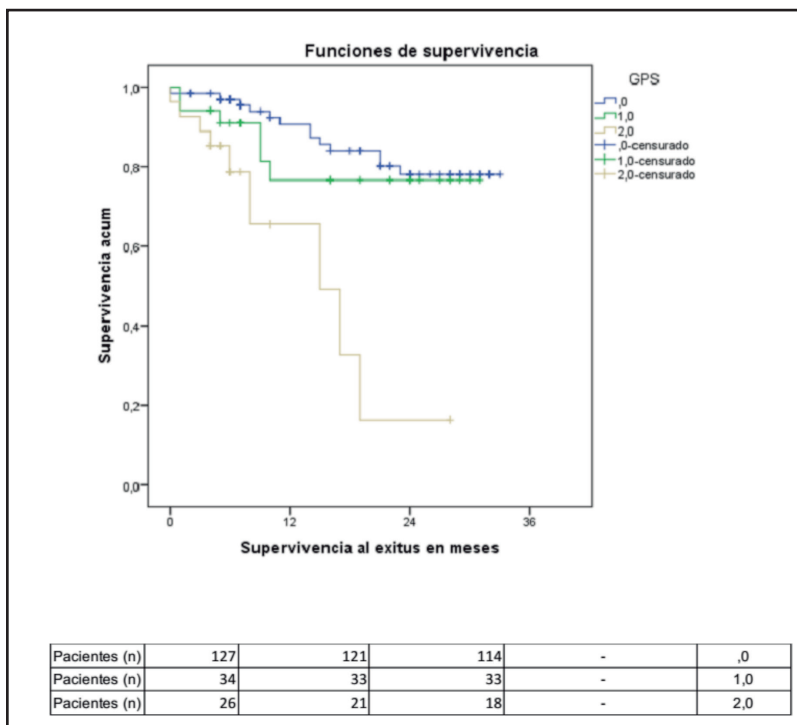 Funciones de supervivencia
GPS
,0
1,0
2,0
,0-censurado
1,0-censurado
2,0-censurado
Supervivencia acum
1,0
0,8
0,6
0,4
0,2
0,0
0 12 24 36
Supervivencia al exitus en meses
Pacientes (n) 127 121 114 - ,0
Pacientes (n) 34 33 33 - 1,0
Pacientes (n) 26 21 18 - 2,0